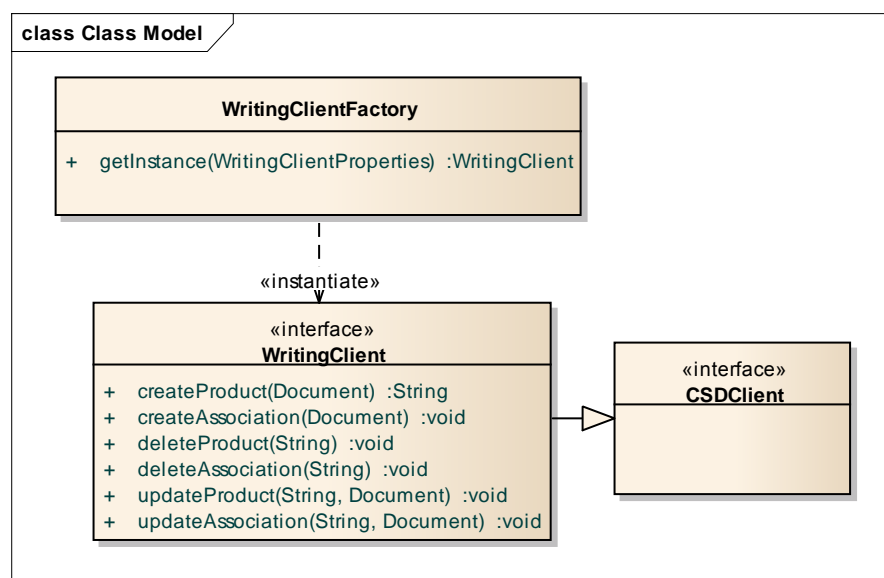 class Class Model
WritingClientFactory
+ getInstance(WritingClientProperties) :WritingClient
«instantiate»
«interface»
WritingClient
+ createProduct(Document) :String
+ createAssociation(Document) :void
+ deleteProduct(String) :void
+ deleteAssociation(String) :void
+ updateProduct(String, Document) :void
+ updateAssociation(String, Document) :void
«interface»
CSDClient